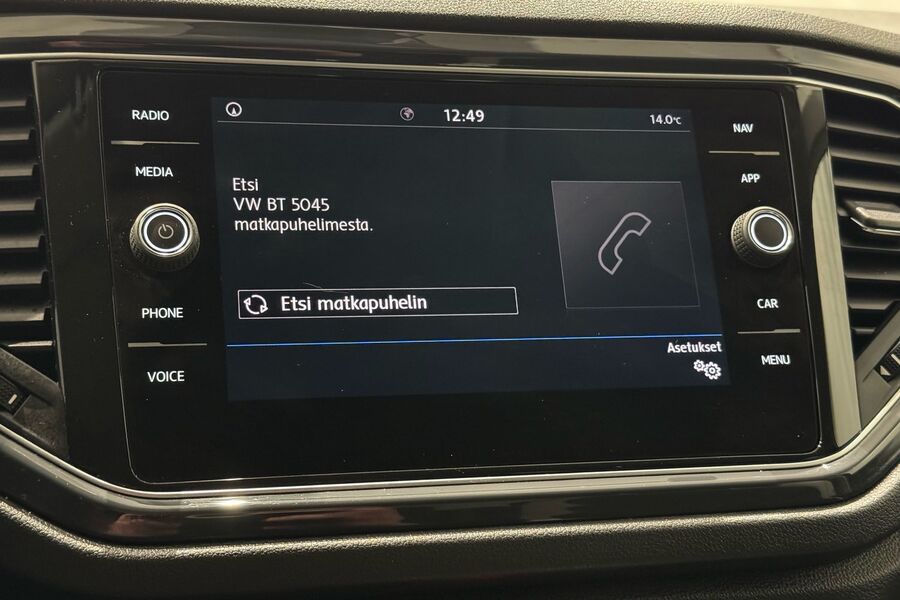 RADIO
MEDIA
PHONE
VOICE
12:49
14.0°C
Etsi
VW BT 5045
matkapuhelimesta.
Etsi matkapuhelin
Asetukset
NAV
APP
CAR
MENU